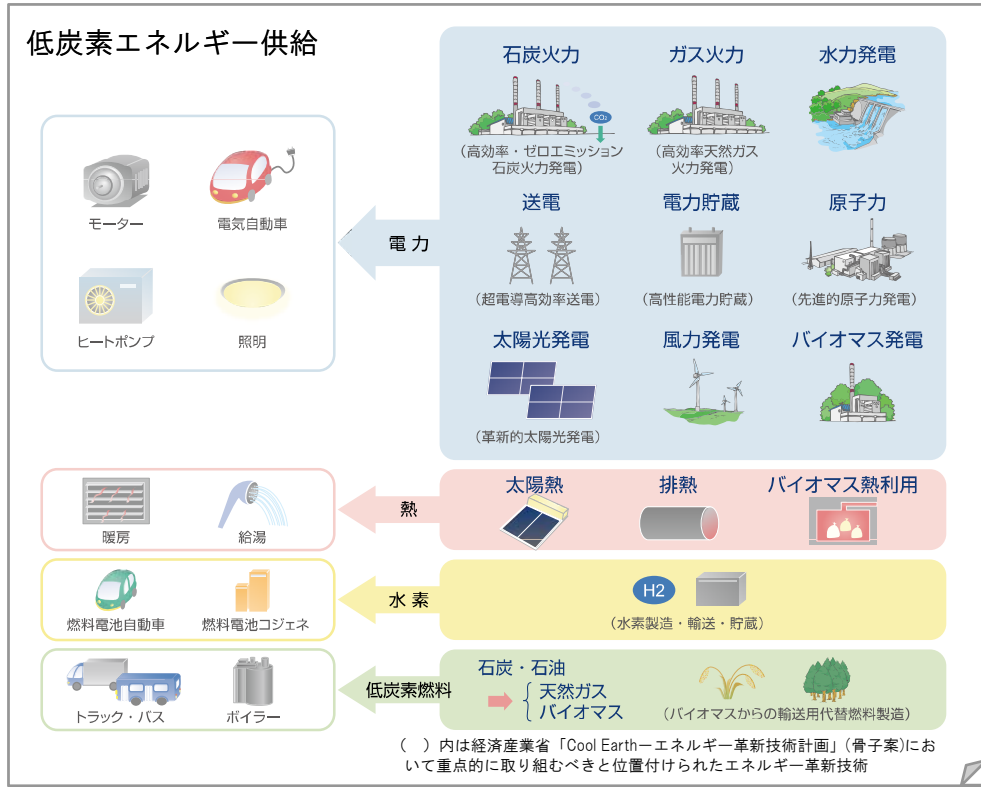 低炭素エネルギー供給
石炭火力
ガス火力
水力発電
CO₂
(高効率・ゼロエミッション
石炭火力発電)
(高効率天然ガス
火力発電)
モーター
電気自動車
ヒートポンプ
照明
電力
送電
電力貯蔵
原子力
(超電導高効率送電)
(高性能電力貯蔵)
(先進的原子力発電)
太陽光発電
風力発電
バイオマス発電
(革新的太陽光発電)
暖房
給湯
熱
太陽熱
排熱
バイオマス熱利用
燃料電池自動車
燃料電池コジェネ
水素
H2
(水素製造・輸送・貯蔵)
トラック・バス
ボイラー
低炭素燃料
石炭・石油
天然ガス
バイオマス
(バイオマスからの輸送用代替燃料製造)
( )内は経済産業省「Cool Earthーエネルギー革新技術計画」(骨子案)にお
いて重点的に取り組むべきと位置付けられたエネルギー革新技術